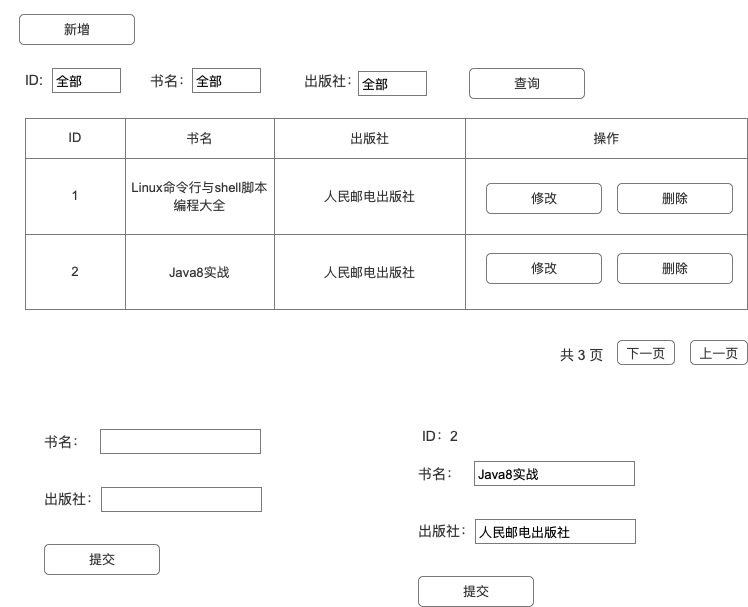 新增
ID: 全部 书名： 全部 出版社： 全部 查询
ID 书名 出版社 操作
1 Linux命令行与shell脚本 人民邮电出版社 修改 删除
编程大全
2 Java8实战 人民邮电出版社 修改 删除
共 3 页 下一页 上一页
书名：
出版社：
提交
ID：2
书名： Java8实战
出版社： 人民邮电出版社
提交